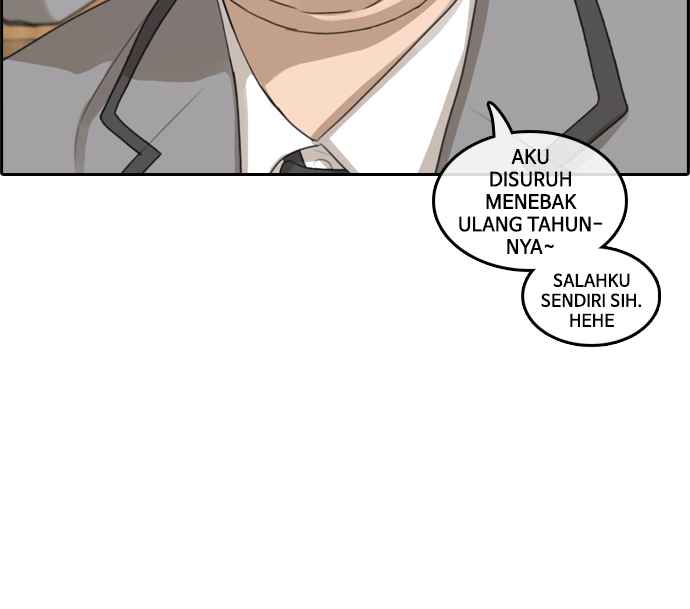 AKU
DISURUH
MENEBAK
ULANG TAHUN-
NYA~
SALAHKU
SENDIRI SIH.
HEHE